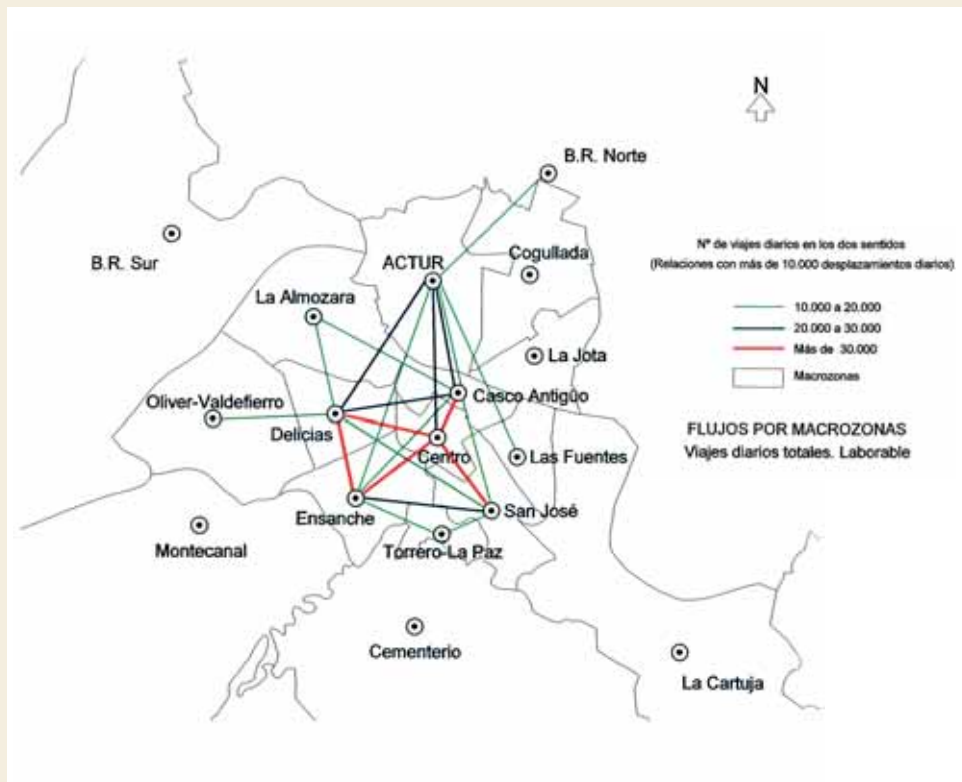 N
B.R. Norte
B.R. Sur
ACTUR
Cogullada
La Almozara
La Jota
Oliver-Valdefierro
Casco Antigüo
Delicias
Centro
Las Fuentes
Ensanche
San José
Montecanal
Torrero-La Paz
Cementerio
La Cartuja
Nº de viajes diarios en los dos sentidos
(Relaciones con más de 10.000 desplazamientos diarios)
10.000 a 20.000
20.000 a 30.000
Más de 30.000
Macrozonas
FLUJOS POR MACROZONAS
Viajes diarios totales. Laborable